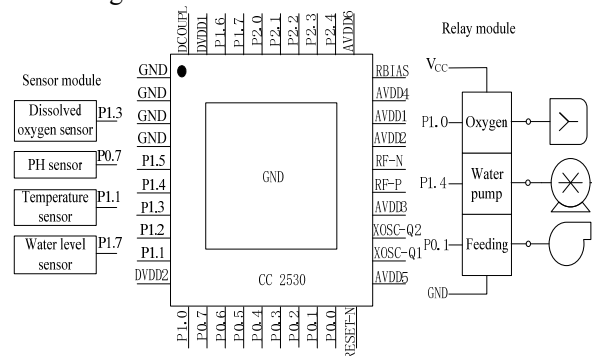 DCOUPL
DVDD1
P1.6
P1.7
P2.0
P2.1
P2.2
P2.3
P2.4
AVDD6
Relay module
Sensor module
Dissolved
oxygen sensor
P1.3
PH sensor
P0.7
Temperature
sensor
P1.1
Water level
sensor
P1.7
GND
GND
GND
GND
P1.5
P1.4
P1.3
P1.2
P1.1
DVDD2
GND
CC 2530
RBIAS
AVDD4
AVDD1
AVDD2
RF-N
RF-P
AVDD3
XOSC-Q2
XOSC-Q1
AVDD5
P1.0
P0.7
P0.6
P0.5
P0.4
P0.3
P0.2
P0.1
P0.0
RESET-N
VCC
P1.0
Oxygen
P1.4
Water
pump
P0.1
Feeding
GND